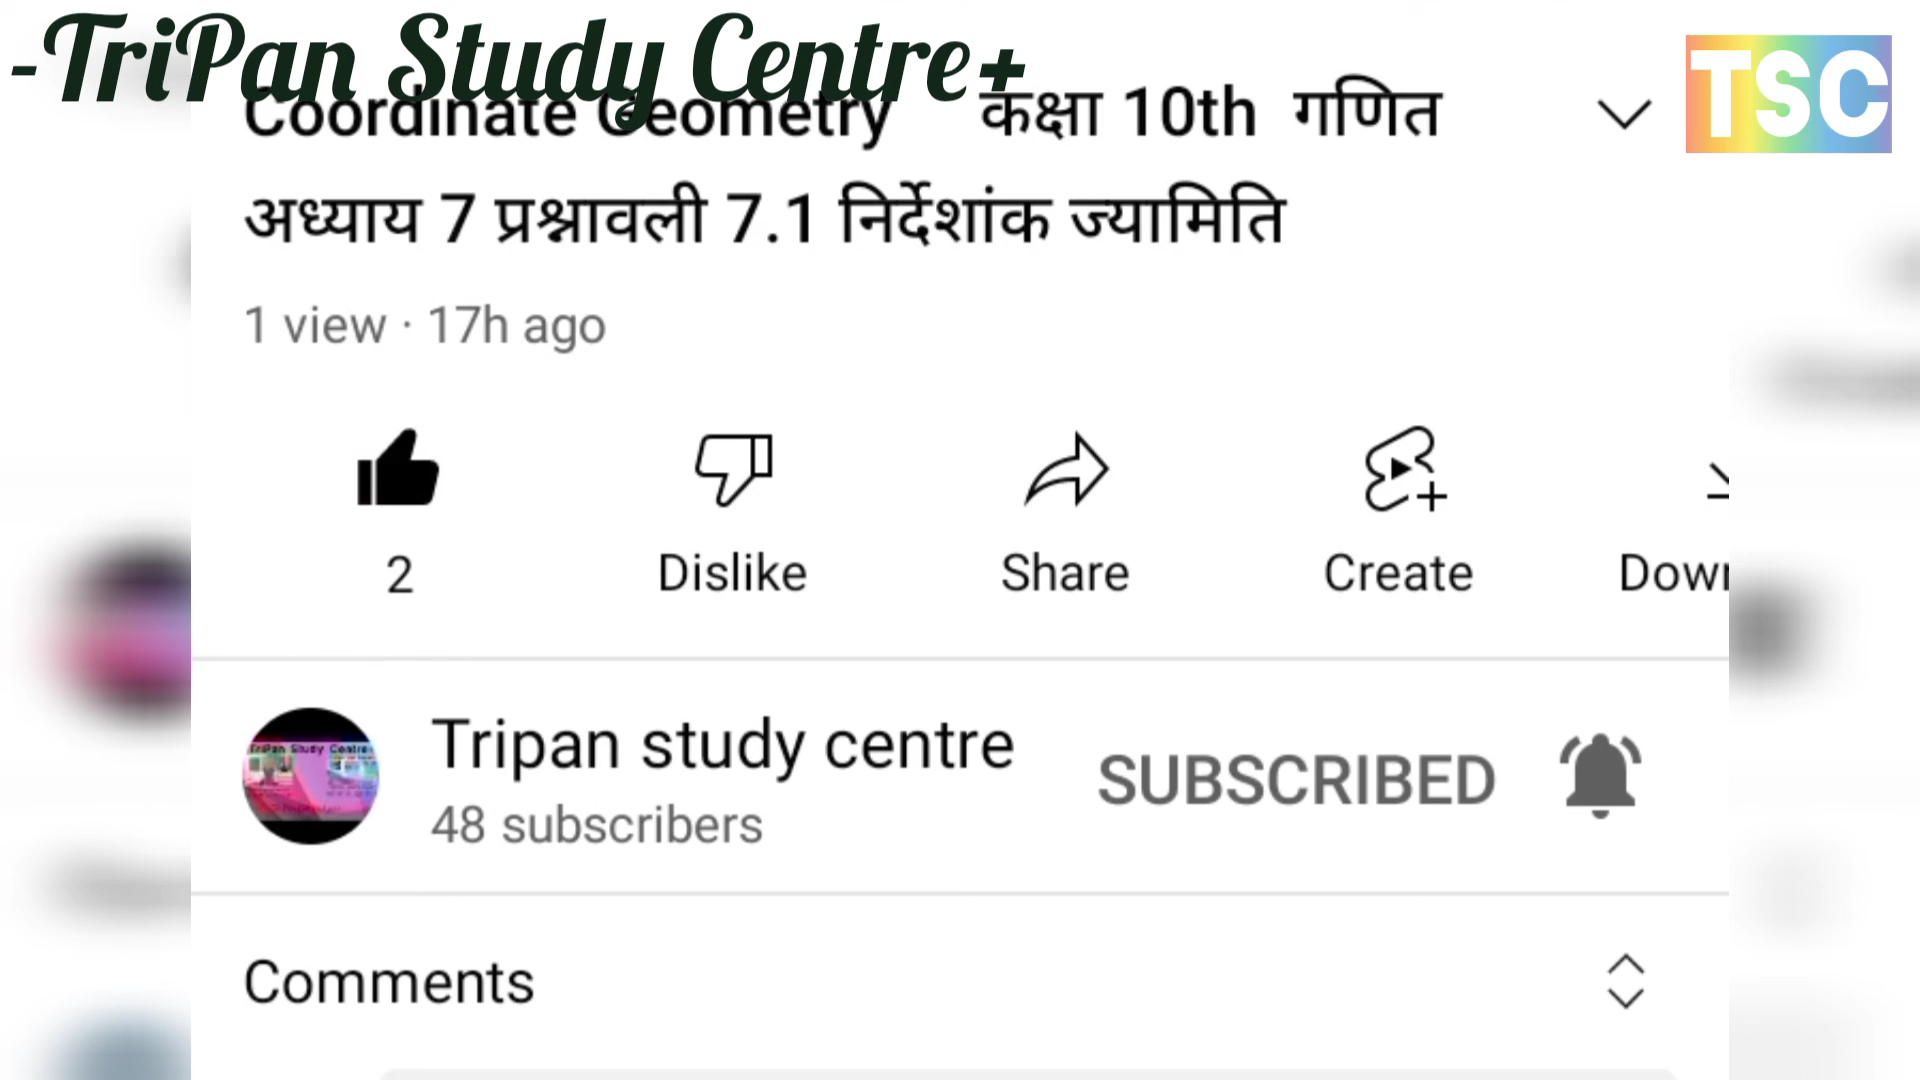 -TriPan Study Centre+
TSC
Coordinate Geometry कक्षा 10th गणित
अध्याय 7 प्रश्नावली 7.1 निर्देशांक ज्यामिति
1 view · 17h ago
2 Dislike Share Create Down
Tripan study centre
SUBSCRIBED
48 subscribers
Comments